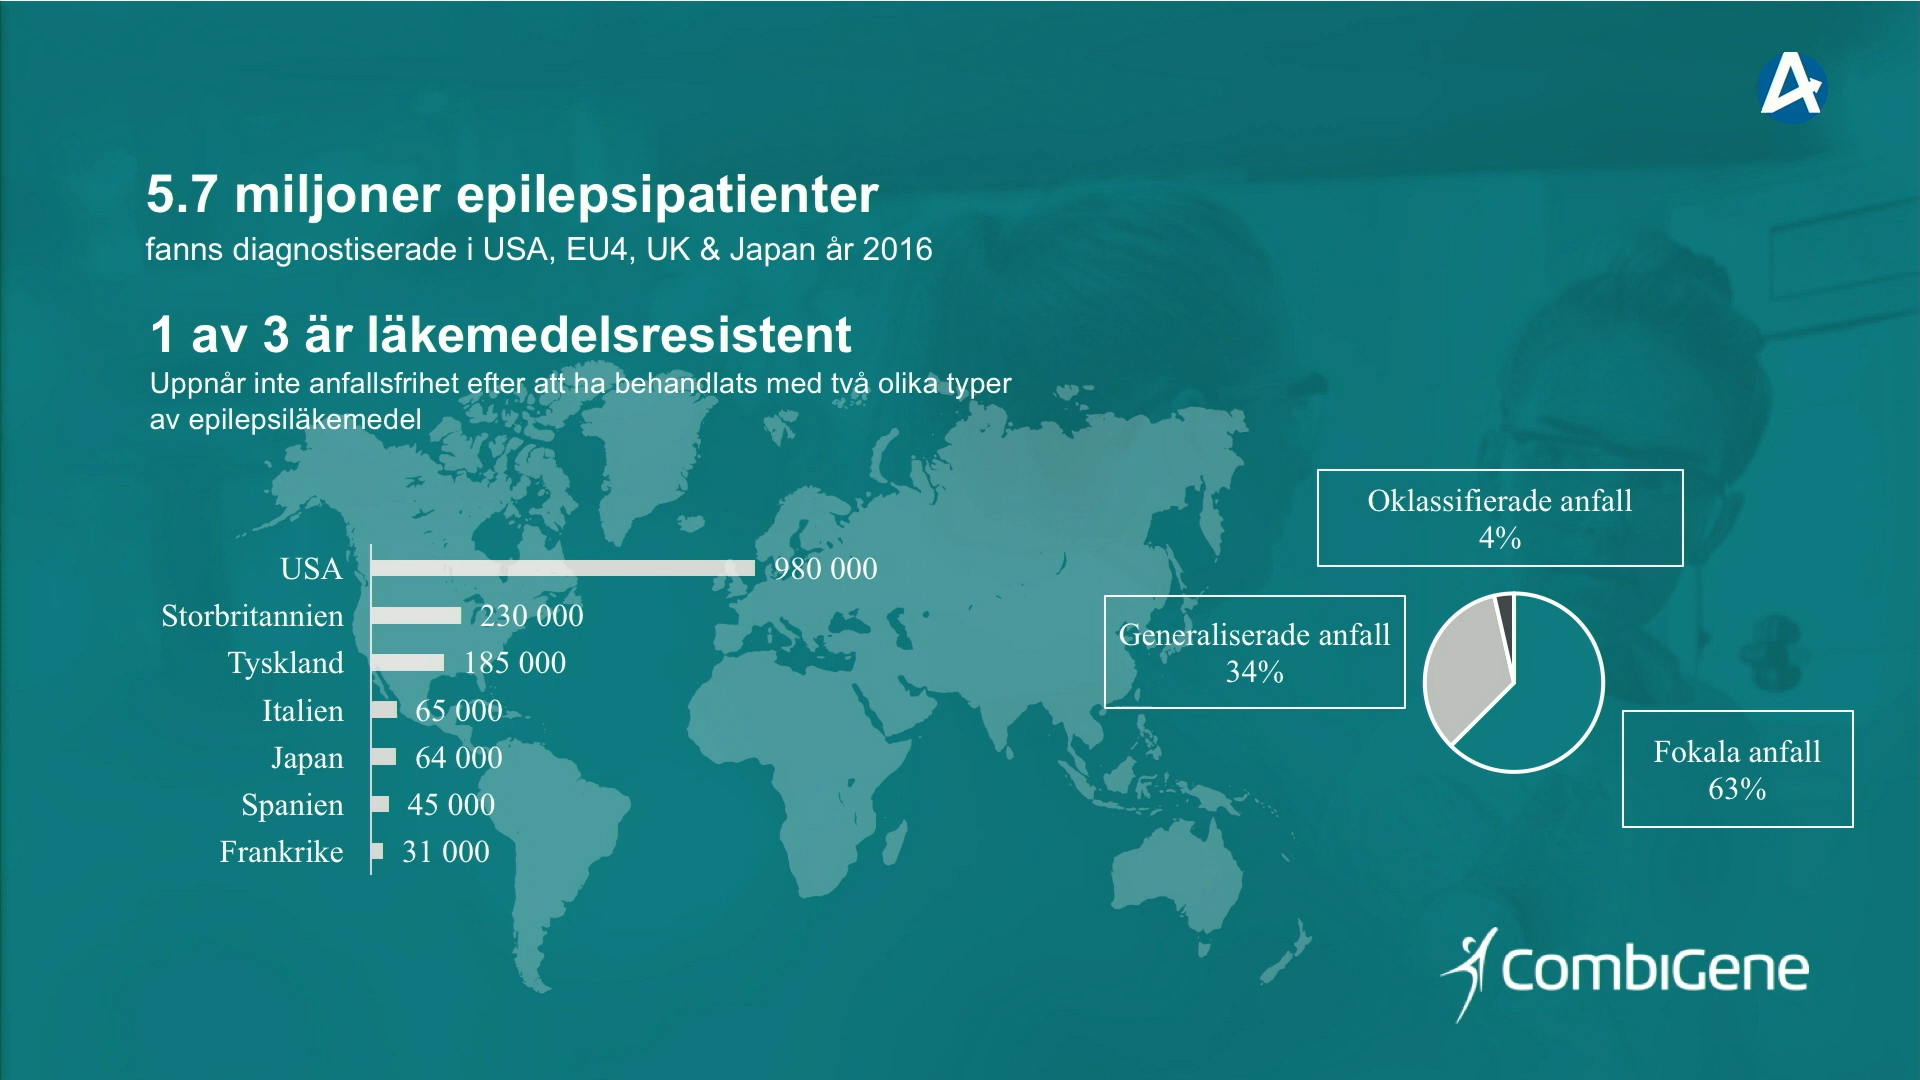 5.7 miljoner epilepsipatienter
fanns diagnostiserade i USA, EU4, UK & Japan år 2016
1 av 3 är läkemedelsresistent
Uppnår inte anfallsfrihet efter att ha behandlats med två olika typer
av epilepsiläkemedel
USA 980 000
Storbritannien 230 000
Tyskland 185 000
Italien 65 000
Japan 64 000
Spanien 45 000
Frankrike 31 000
Oklassifierade anfall
4%
Generaliserade anfall
34%
Fokala anfall
63%
CombiGene